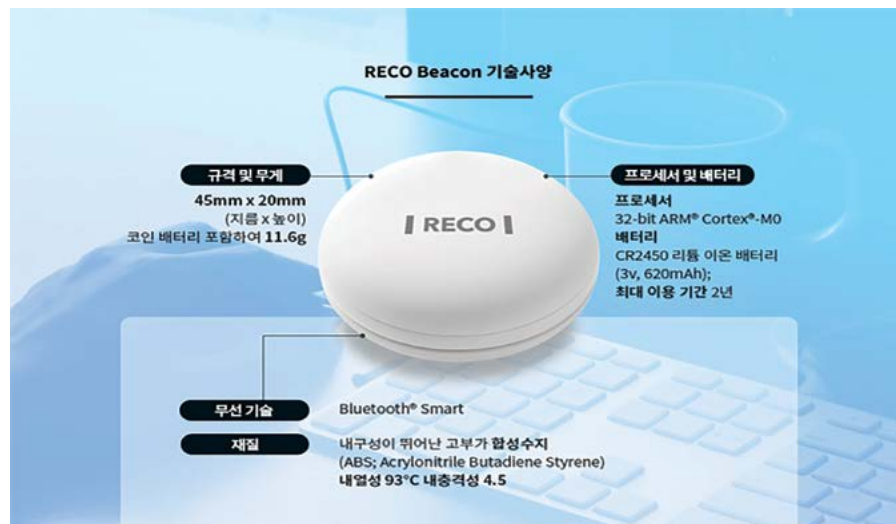 RECO Beacon 기술사양
규격 및 무게
45mm x 20mm
(지름 x 높이)
코인 배터리 포함하여 11.6g
RECO
프로세서 및 배터리
프로세서
32-bit ARM® Cortex®-M0
배터리
CR2450 리튬 이온 배터리
(3v, 620mAh);
최대 이용 기간 2년
무선 기술
Bluetooth® Smart
재질
내구성이 뛰어난 고부가 합성수지
(ABS; Acrylonitrile Butadiene Styrene)
내열성 93°C 내충격성 4.5